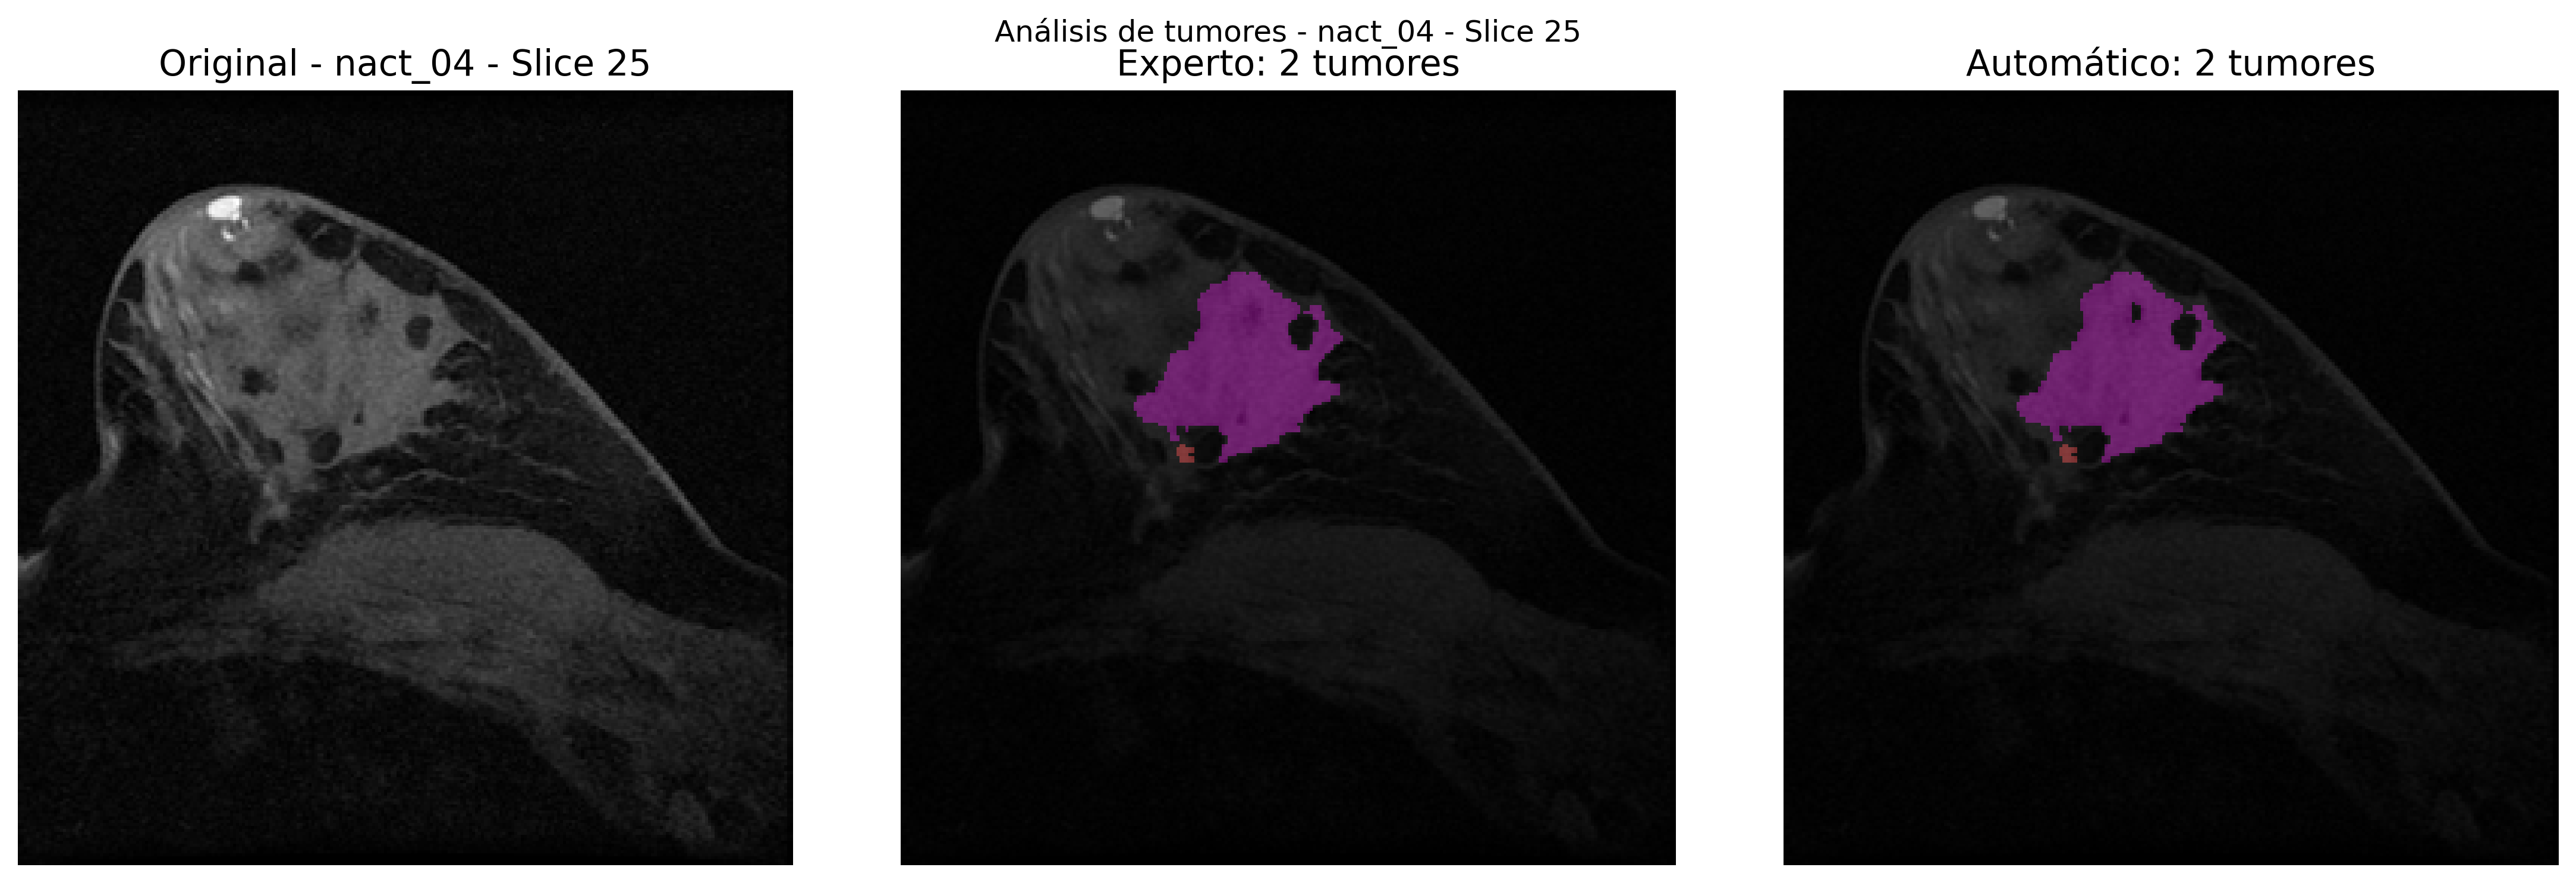 Análisis de tumores - nact_04 - Slice 25
Original - nact_04 - Slice 25
Experto: 2 tumores
Automático: 2 tumores